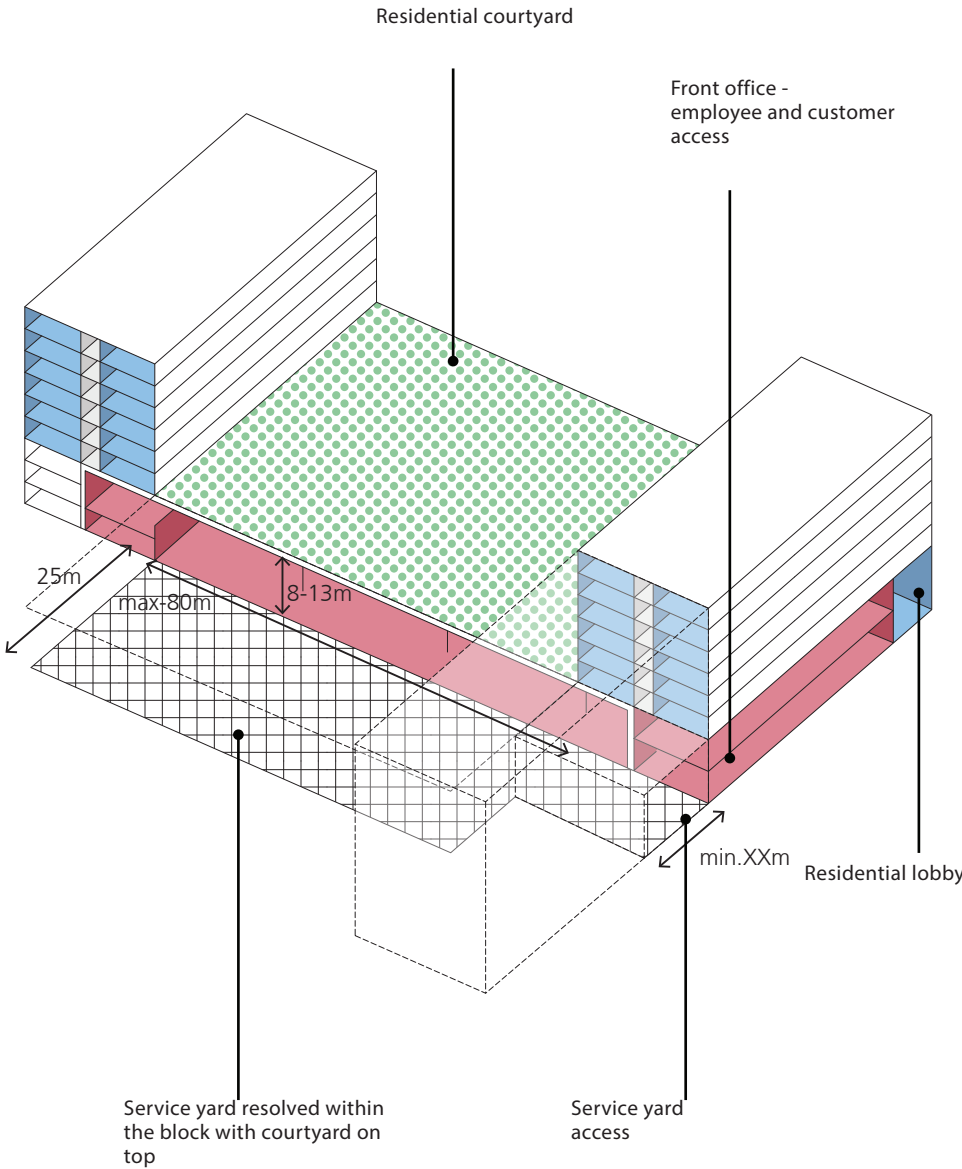 Residential courtyard
Front office -
employee and customer
access
25m
max-80m
8-13m
min.XXm
Residential lobby
Service yard resolved within
the block with courtyard on
top
Service yard
access